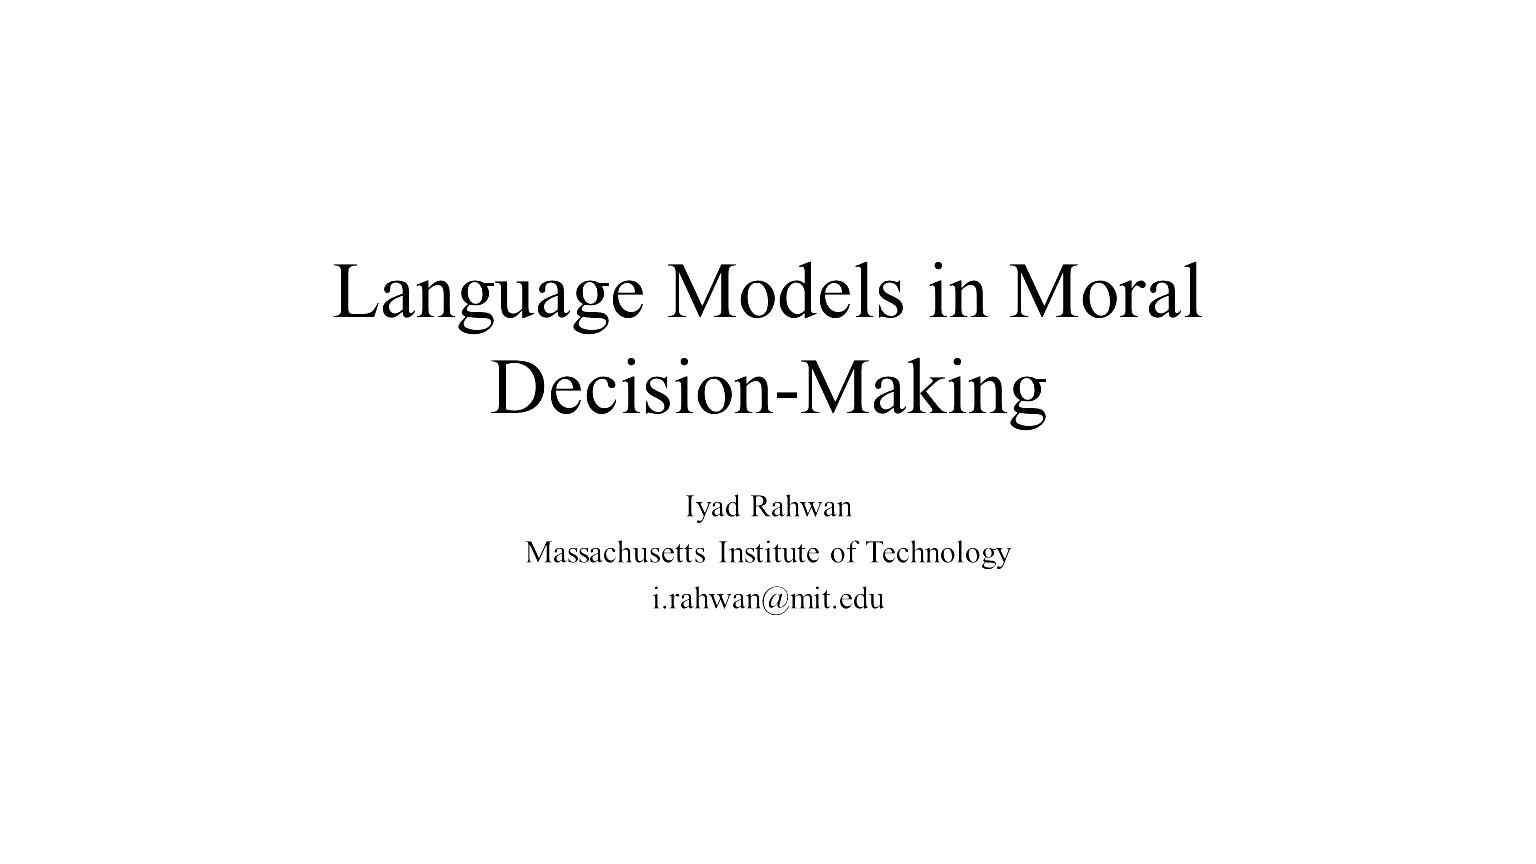 Language Models in Moral
Decision-Making
Iyad Rahwan
Massachusetts Institute of Technology
i.rahwan@mit.edu